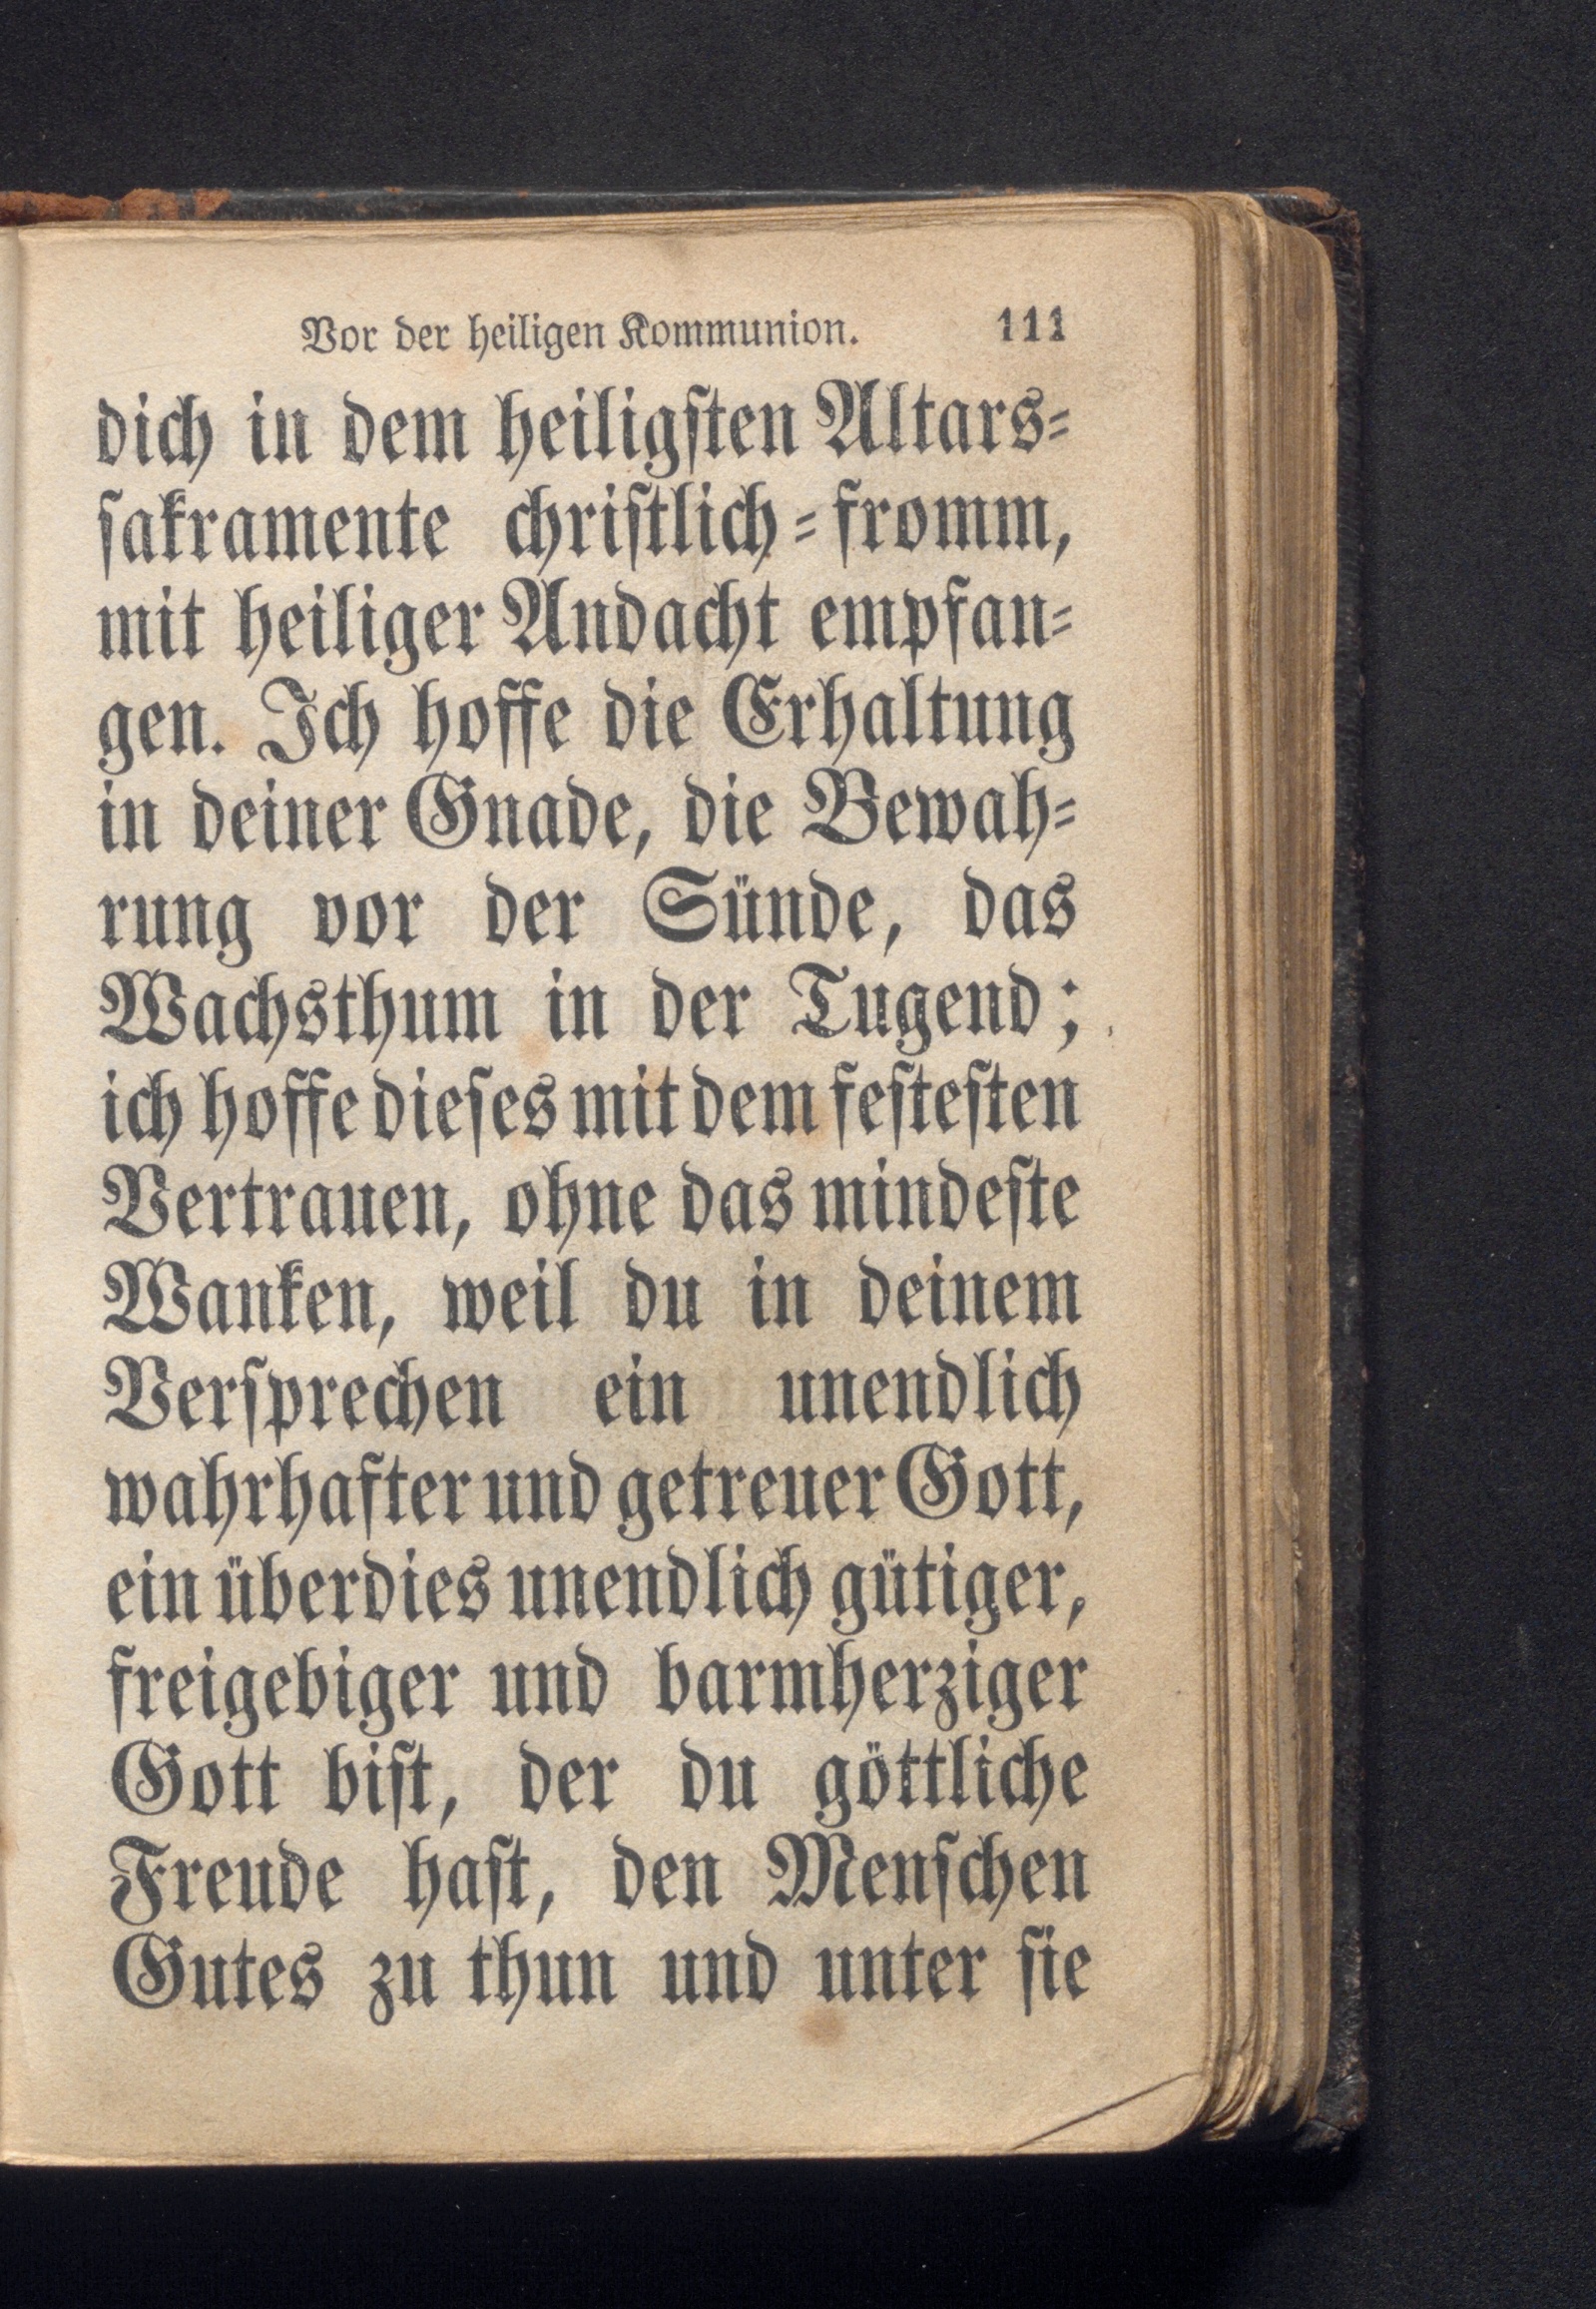 Vor der heiligen Kommunion. 111
dich in dem heiligſten Altars⸗
ſakramente chriſtlich⸗fromm,
mit heiliger Andacht empfan⸗
gen. Ich hoffe die Erhaltung
in deiner Gnade, die Bewah⸗
rung vor der Sünde, das
Wachsthum in der Tugend;
ich hoffe dieſes mit dem feſteſten
Vertrauen, ohne das mindeſte
Wanken, weil du in deinem
Verſprechen ein unendlich
wahrhafter und getreuer Gott,
ein überdies unendlich gütiger,
freigebiger und barmherziger
Gott biſt, der du göttliche
Freude haſt, den Menſchen
Gutes zu thun und unter ſie